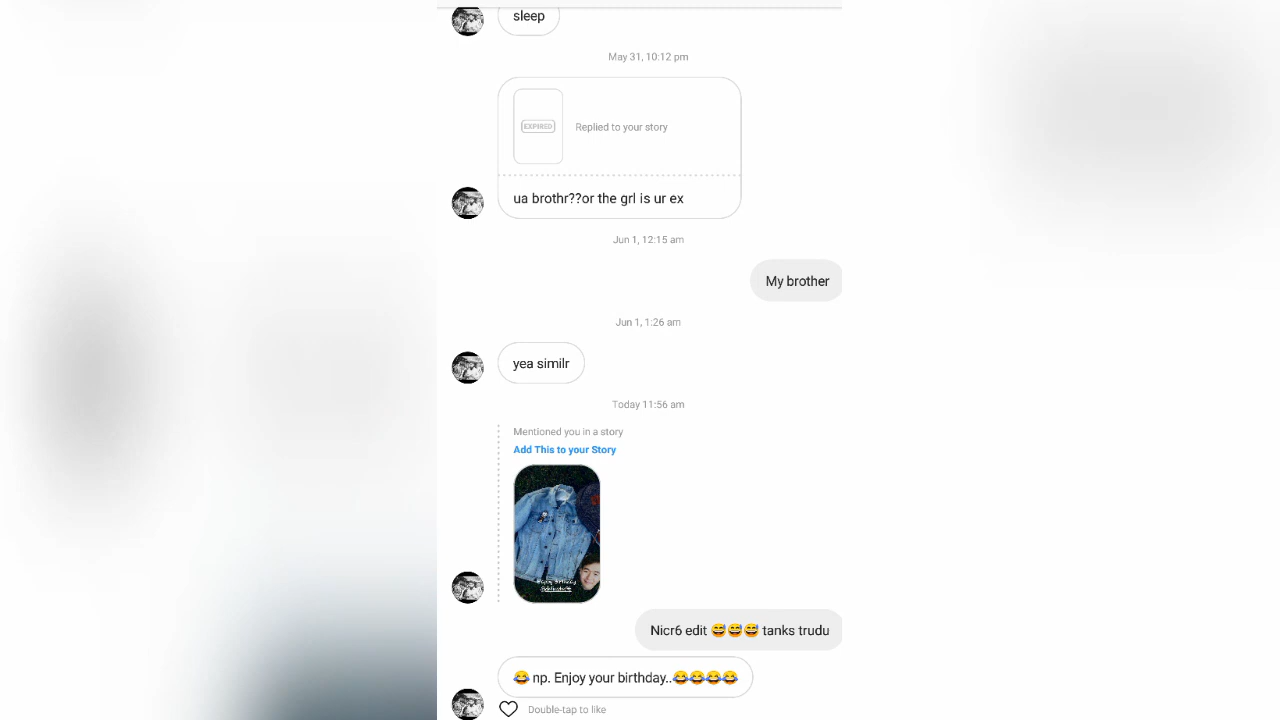 sleep
May 31, 10:12 pm
EXPIRED
Replied to your story
ua brothr??or the grl is ur ex
Jun 1, 12:15 am
My brother
Jun 1, 1:26 am
yea similr
Today 11:56 am
Mentioned you in a story
Add This to your Story
Nicr6 edit 😅😅😅 tanks trudu
😂 np. Enjoy your birthday..😂😂😂😂
Double-tap to like